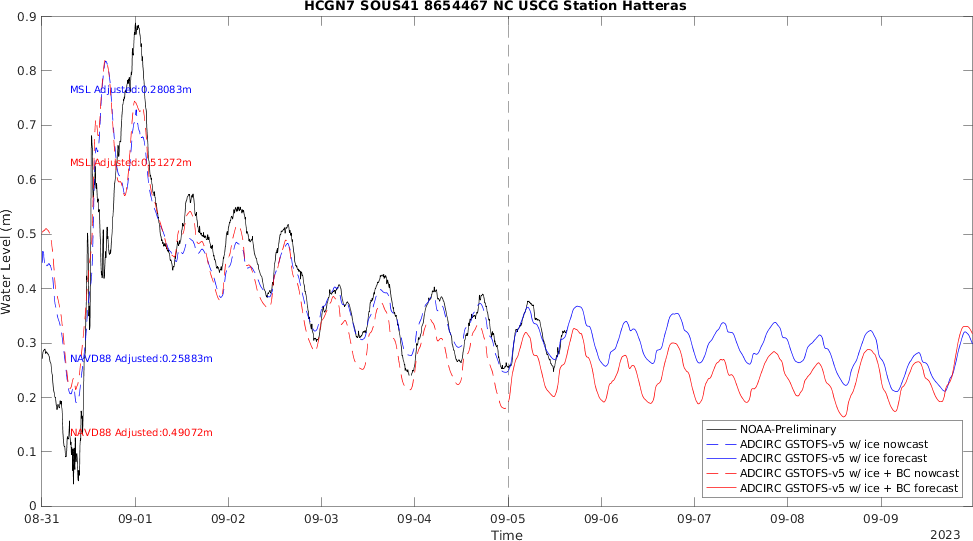 HCGN7 SOUS41 8654467 NC USCG Station Hatteras
Water Level (m)
0.9
0.8
0.7
0.6
0.5
0.4
0.3
0.2
0.1
0
MSL Adjusted:0.28083m
MSL Adjusted:0.51272m
NAVD88 Adjusted:0.25883m
NAVD88 Adjusted:0.49072m
NOAA-Preliminary
ADCIRC GSTOFS-v5 w/ ice nowcast
ADCIRC GSTOFS-v5 w/ ice forecast
ADCIRC GSTOFS-v5 w/ ice + BC nowcast
ADCIRC GSTOFS-v5 w/ ice + BC forecast
08-31 09-01 09-02 09-03 09-04 09-05 09-06 09-07 09-08 09-09
Time
2023